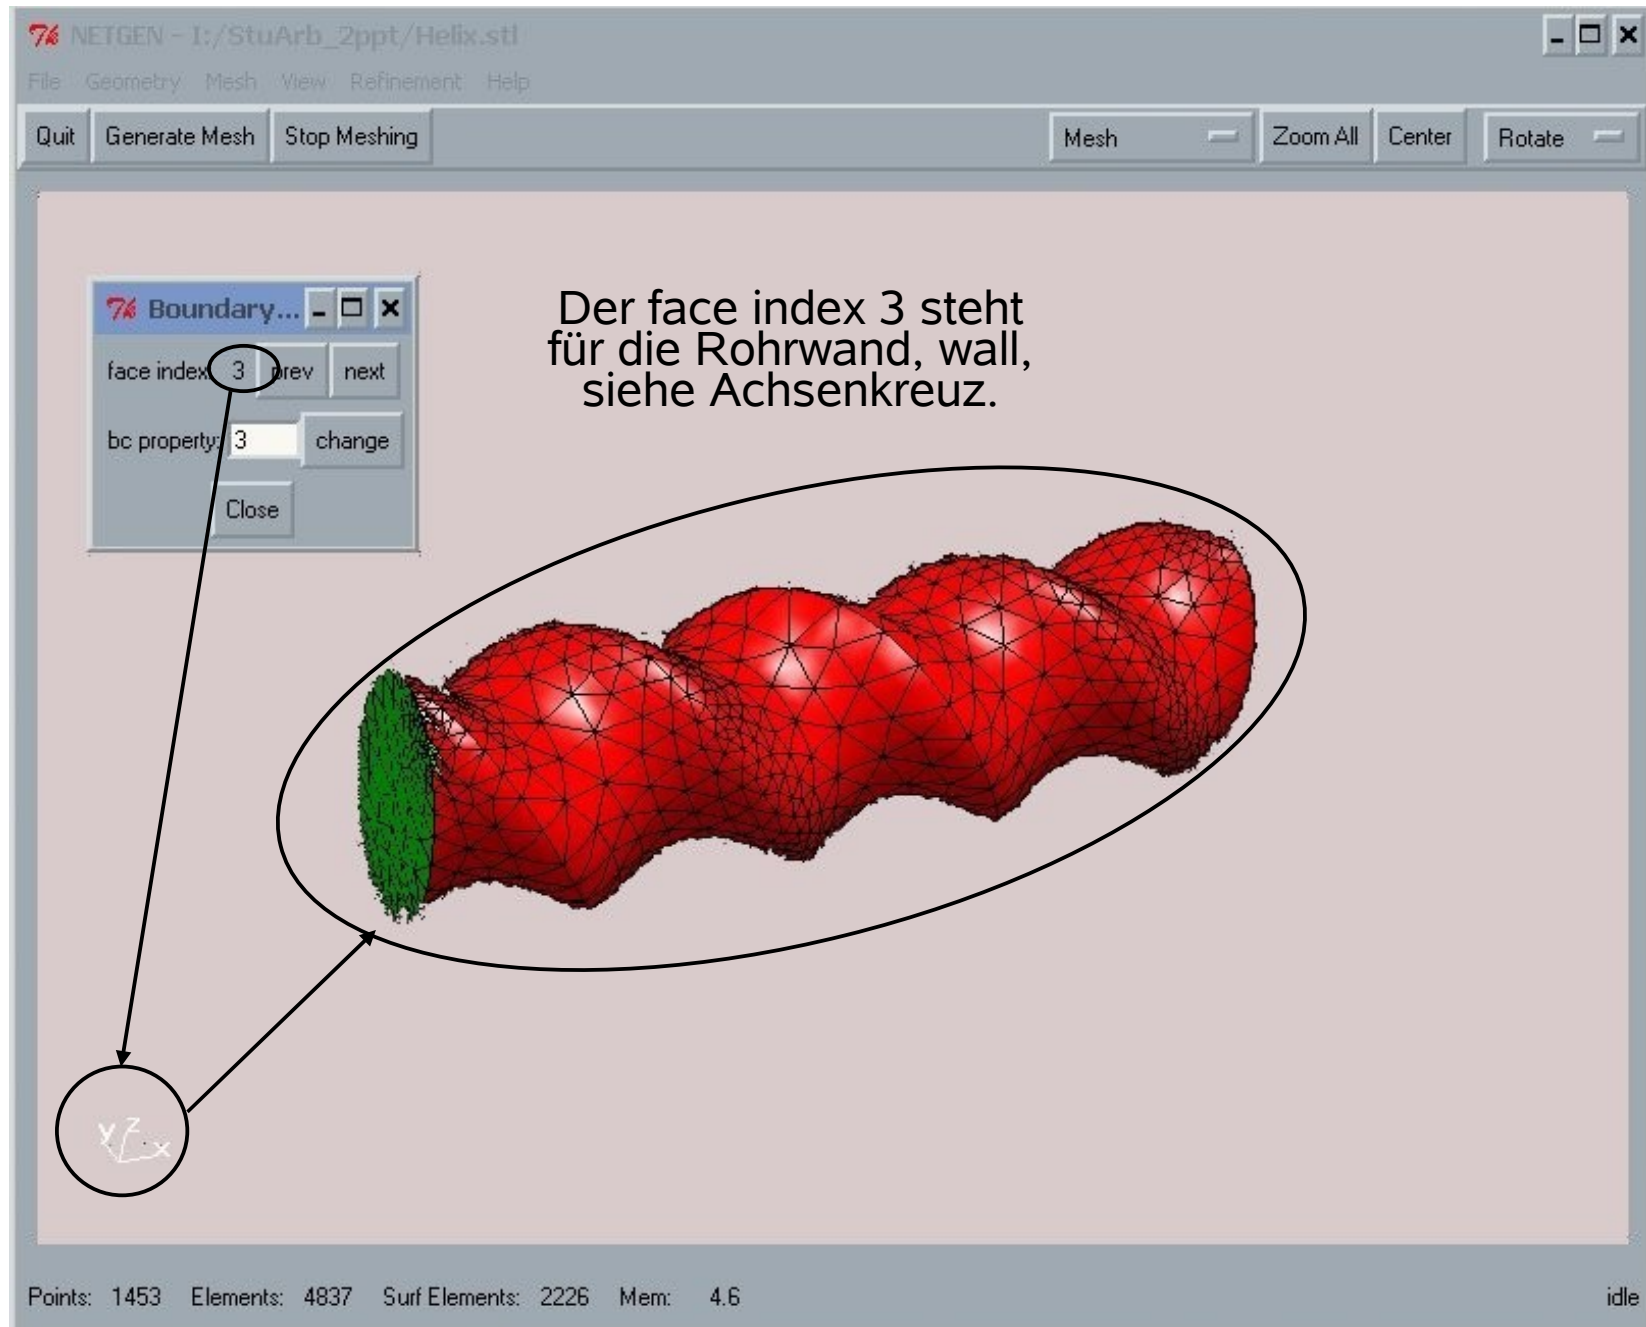 NETGEN - I:/StuArb_2ppt/Helix.stl
File Geometry Mesh View Refinement Help
Quit Generate Mesh Stop Meshing Mesh Zoom All Center Rotate
Boundary...
face index: 3 prev next
bc property: 3 change
Close
Der face index 3 steht
für die Rohrwand, wall,
siehe Achsenkreuz.
y z x
Points: 1453 Elements: 4837 Surf Elements: 2226 Mem: 4.6 idle